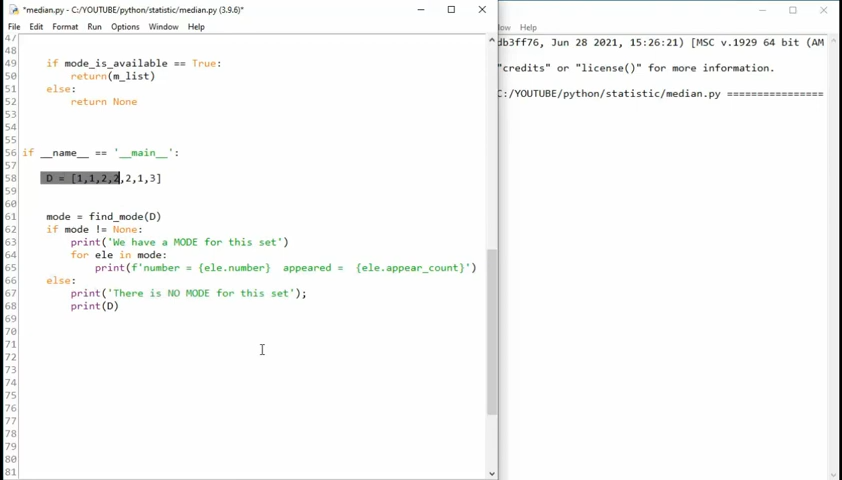 *median.py - C:/YOUTUBE/python/statistic/median.py (3.9.6)*
File Edit Format Run Options Window Help
47
48
49 if mode_is_available == True:
50 return(m_list)
51 else:
52 return None
53
54
55
56 if __name__ == '__main__':
57
58 D = [1,1,2,2,2,1,3]
59
60
61 mode = find_mode(D)
62 if mode != None:
63 print('We have a MODE for this set')
64 for ele in mode:
65 print(f'number = {ele.number}  appeared =  {ele.appear_count}')
66 else:
67 print('There is NO MODE for this set');
68 print(D)
69
70
71
72
73
74
75
76
77
78
79
80
81
low Help
db3ff76, Jun 28 2021, 15:26:21) [MSC v.1929 64 bit (AM
"credits" or "license()" for more information.
C:/YOUTUBE/python/statistic/median.py ================